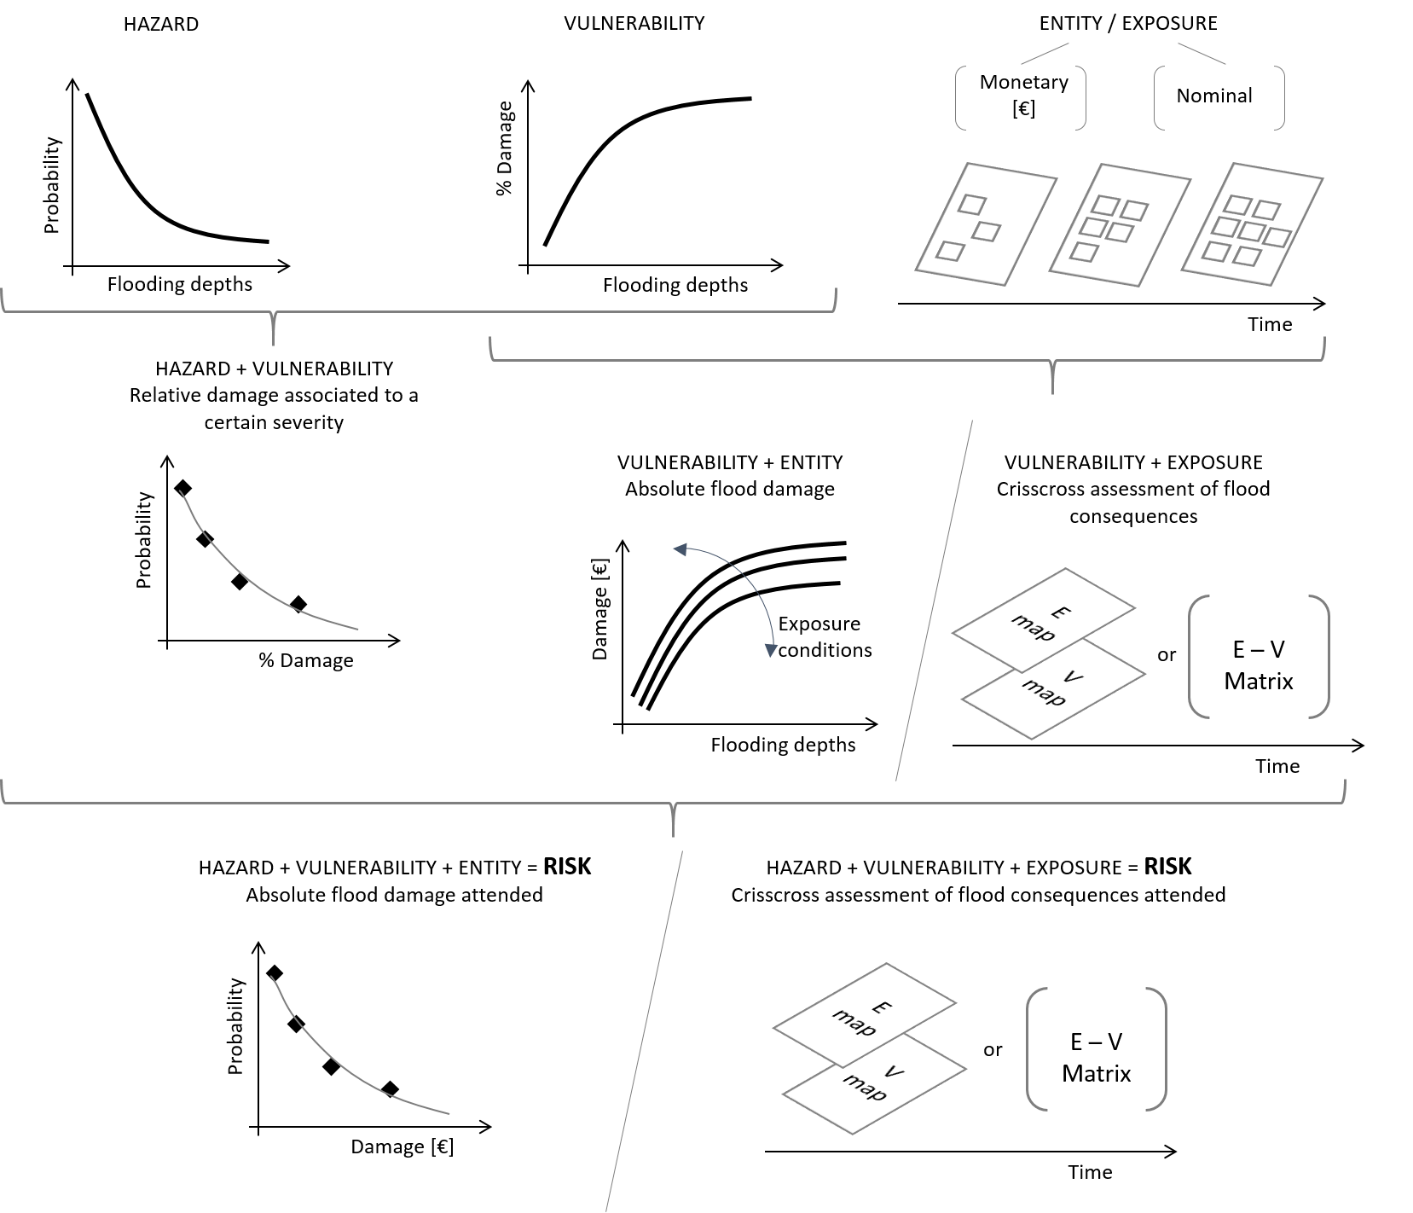 HAZARD
VULNERABILITY
ENTITY / EXPOSURE
Monetary
[€]
Nominal
Probability
Flooding depths
% Damage
Flooding depths
Time
HAZARD + VULNERABILITY
Relative damage associated to a
certain severity
Probability
% Damage
VULNERABILITY + ENTITY
Absolute flood damage
Damage [€]
Exposure
conditions
Flooding depths
VULNERABILITY + EXPOSURE
Crisscross assessment of flood
consequences
E
map
V
map
or
E – V
Matrix
Time
HAZARD + VULNERABILITY + ENTITY = RISK
Absolute flood damage attended
Probability
Damage [€]
HAZARD + VULNERABILITY + EXPOSURE = RISK
Crisscross assessment of flood consequences attended
E
map
V
map
or
E – V
Matrix
Time